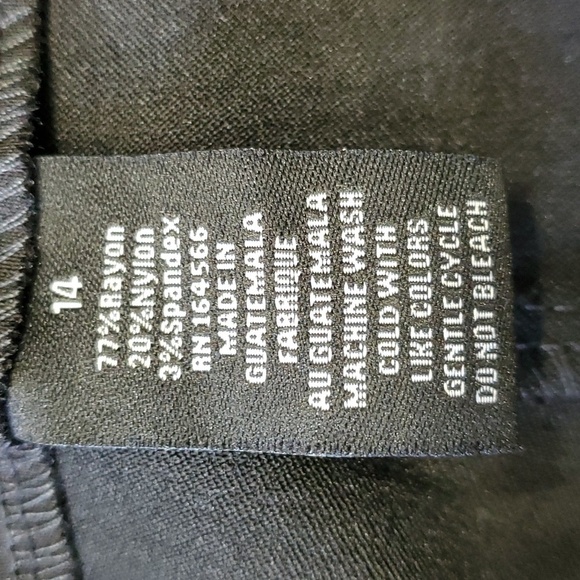 14
77%Rayon
20%Nylon
3%Spandex
RN 164566
MADE IN
GUATEMALA
FABRIQUE
AU GUATEMALA
MACHINE WASH
COLD WITH
LIKE COLORS
GENTLE CYCLE
DO NOT BLEACH